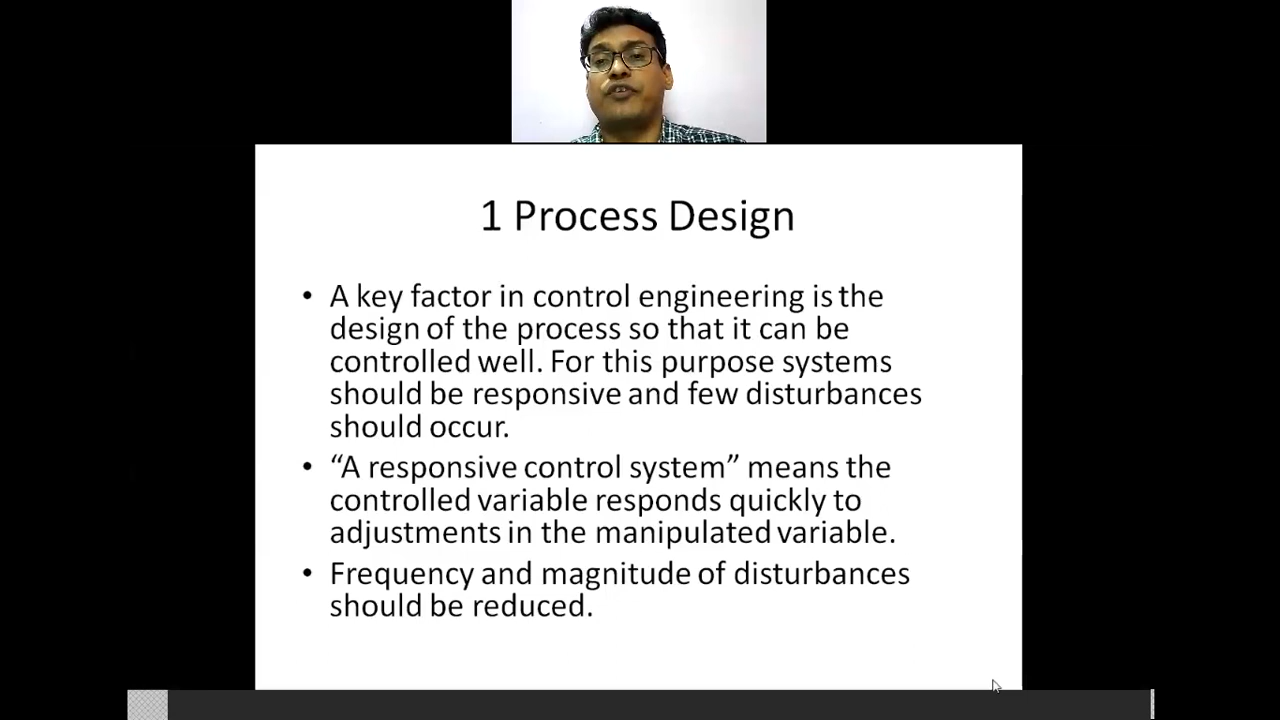 1 Process Design
• A key factor in control engineering is the
design of the process so that it can be
controlled well. For this purpose systems
should be responsive and few disturbances
should occur.
• “A responsive control system” means the
controlled variable responds quickly to
adjustments in the manipulated variable.
• Frequency and magnitude of disturbances
should be reduced.